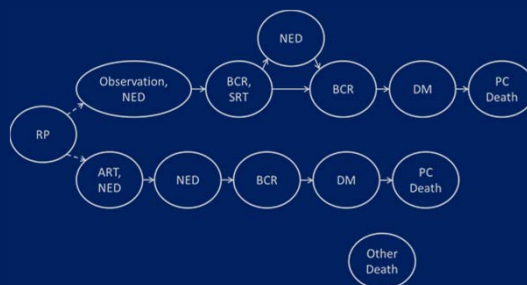 NED
Observation,
NED
BCR,
SRT
BCR
DM
PC
Death
RP
ART,
NED
NED
BCR
DM
PC
Death
Other
Death